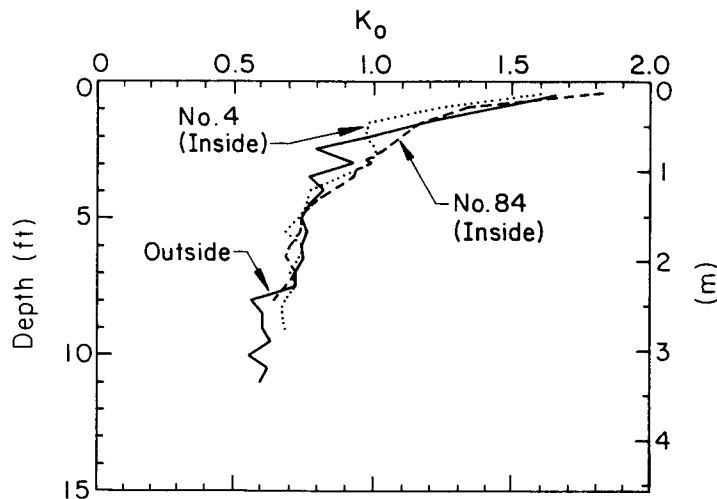 K₀
0 0.5 1.0 1.5 2.0
0 0
No. 4
(Inside)
1
No. 84
(Inside)
5
Outside
2
Depth (ft)
(m)
10 3
4
15